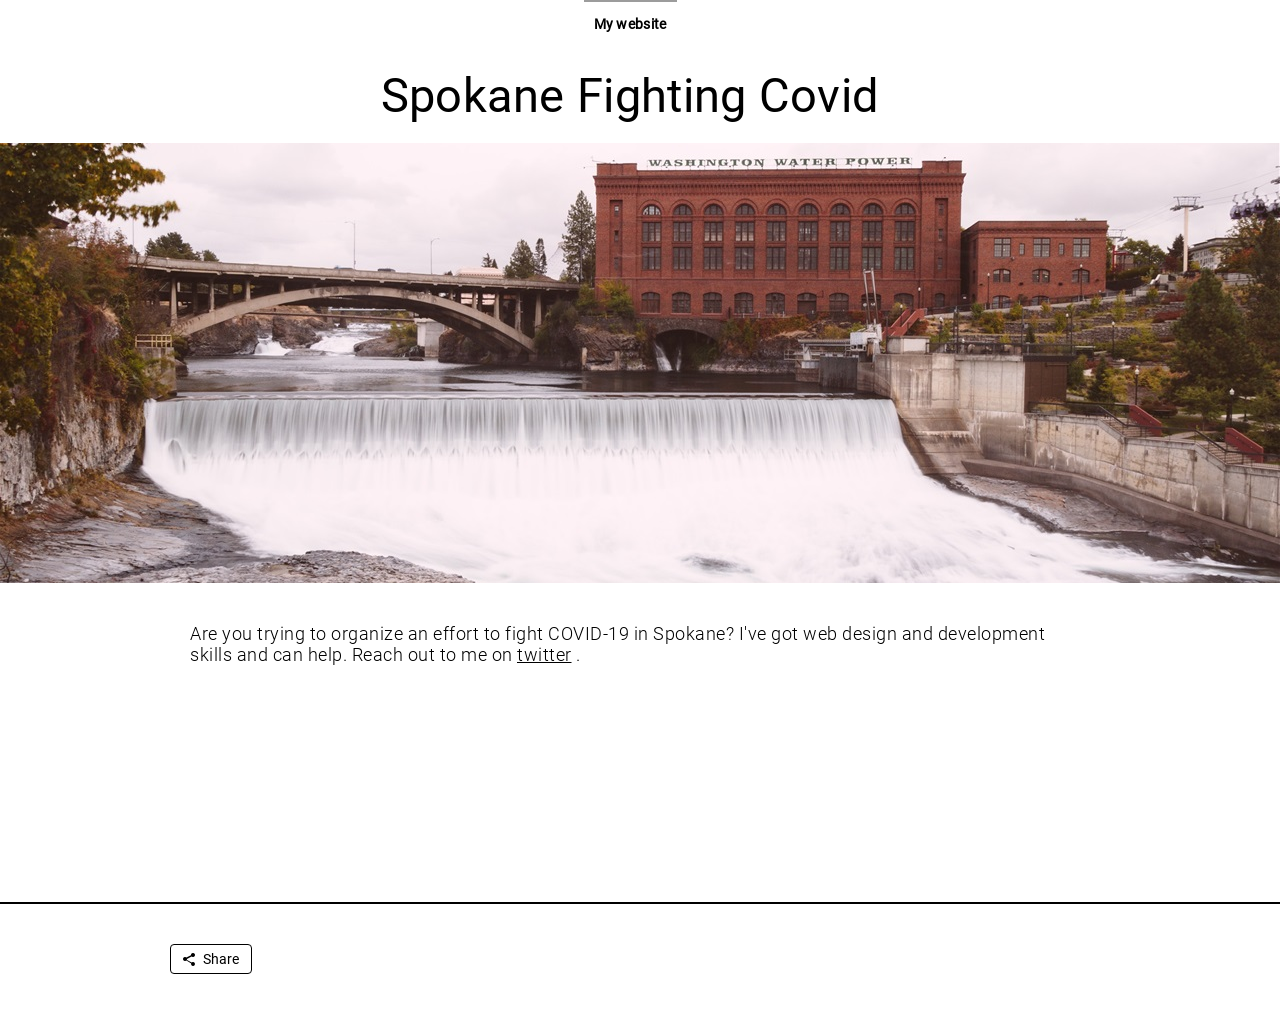 My website
Spokane Fighting Covid
WASHINGTON WATER POWER
Are you trying to organize an effort to fight COVID-19 in Spokane? I've got web design and development
skills and can help. Reach out to me on twitter .
Share